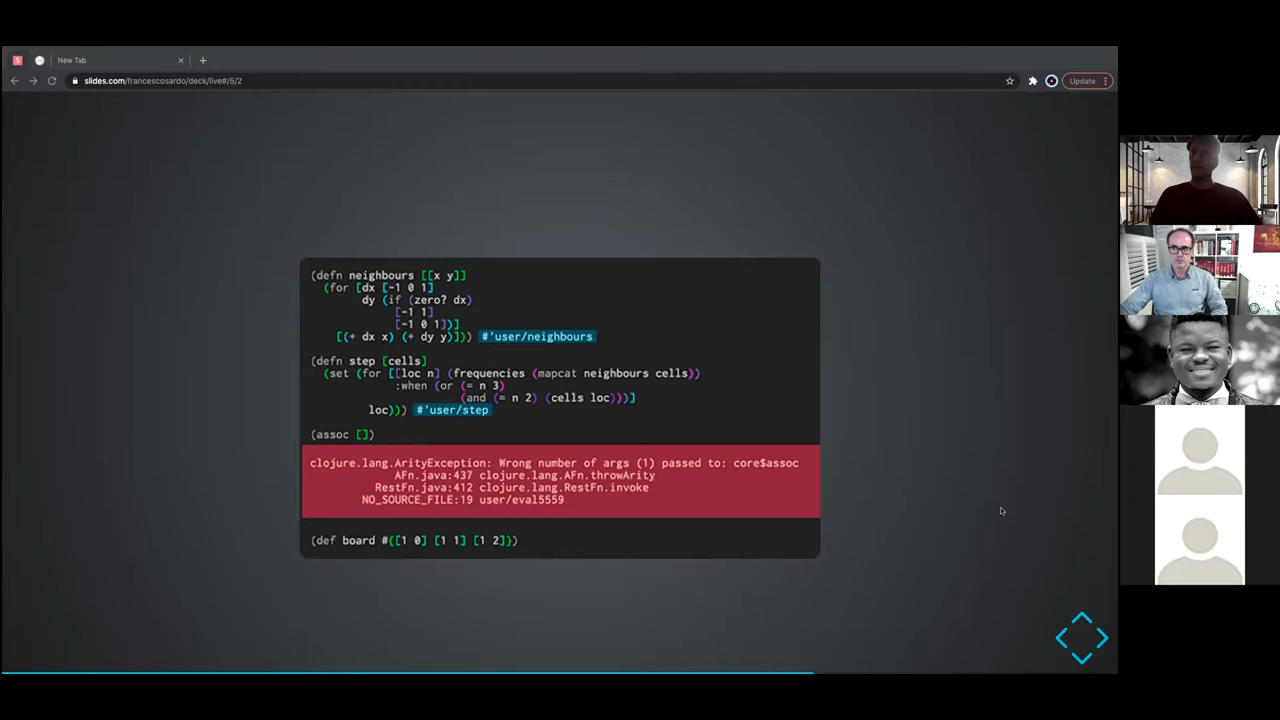 New Tab
slides.com/francescosardo/deck/live#/5/2
Update
(defn neighbours [[x y]]
(for [dx [-1 0 1]
dy (if (zero? dx)
[-1 1]
[-1 0 1])]
[(+ dx x) (+ dy y)])) #'user/neighbours
(defn step [cells]
(set (for [[loc n] (frequencies (mapcat neighbours cells))
:when (or (= n 3)
(and (= n 2) (cells loc)))]
loc))) #'user/step
(assoc [])
clojure.lang.ArityException: Wrong number of args (1) passed to: core$assoc
AFn.java:437 clojure.lang.AFn.throwArity
RestFn.java:412 clojure.lang.RestFn.invoke
NO_SOURCE_FILE:19 user/eval5559
(def board #{[1 0] [1 1] [1 2]})